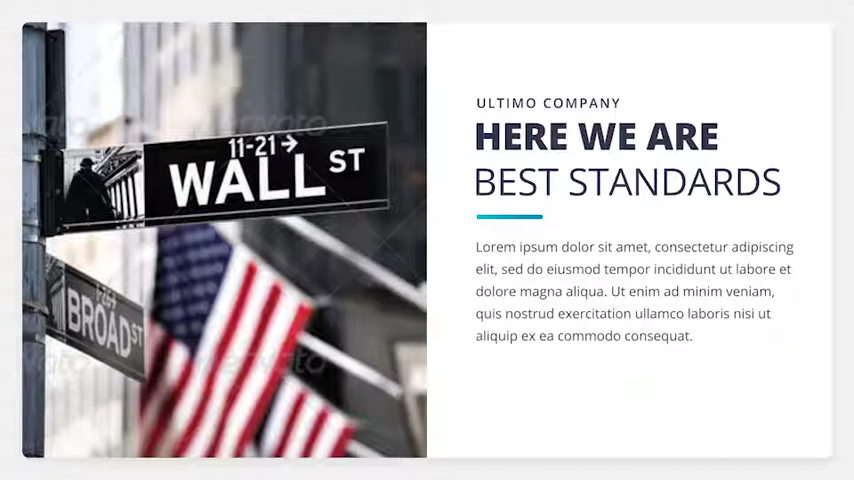 11-21 →
WALL ST
BROAD ST
ULTIMO COMPANY
HERE WE ARE
BEST STANDARDS
Lorem ipsum dolor sit amet, consectetur adipiscing
elit, sed do eiusmod tempor incididunt ut labore et
dolore magna aliqua. Ut enim ad minim veniam,
quis nostrud exercitation ullamco laboris nisi ut
aliquip ex ea commodo consequat.